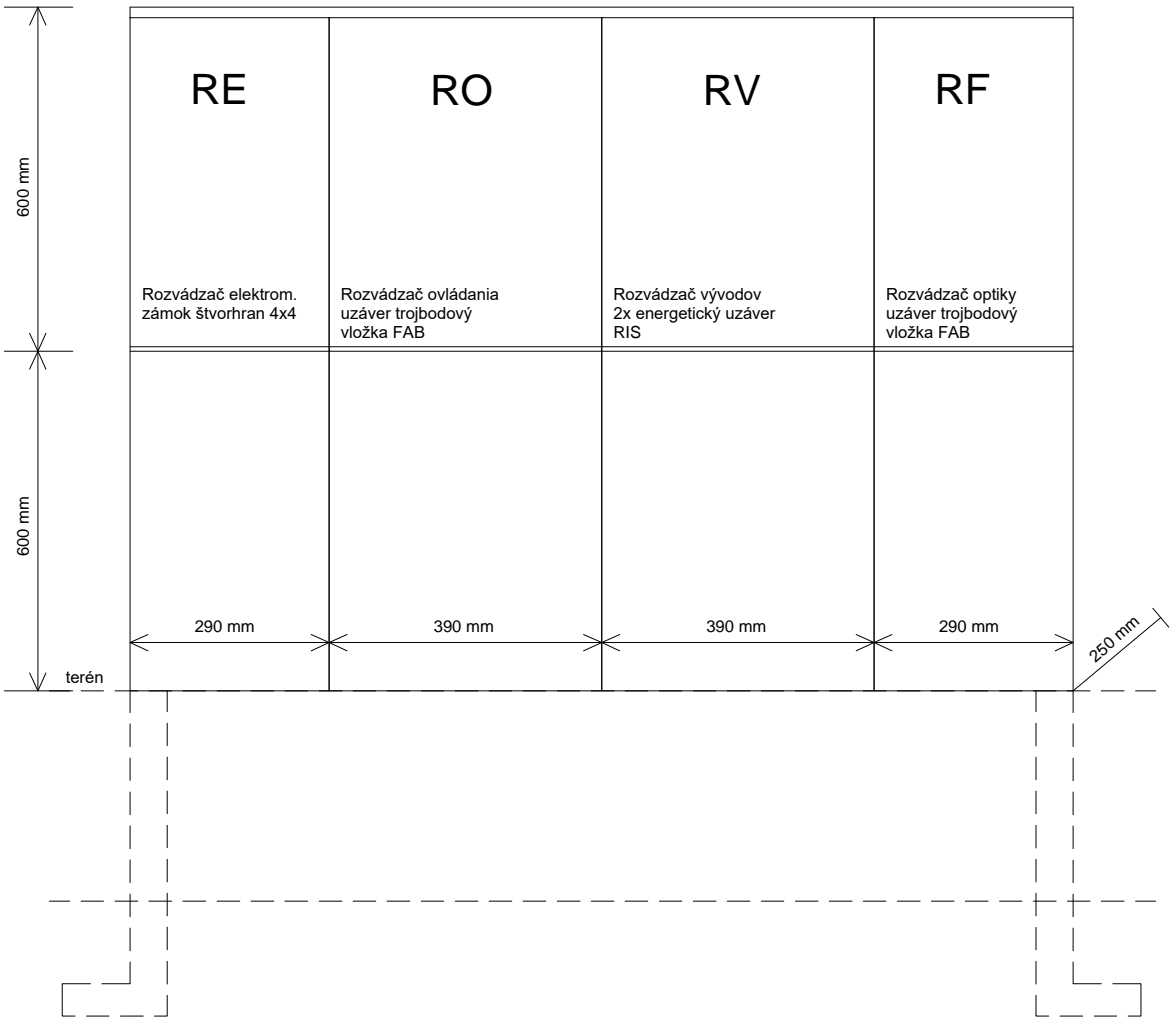 RE
RO
RV
RF
600 mm
Rozvádzač elektrom.
zámok štvorhran 4x4
Rozvádzač ovládania
uzáver trojbodový
vložka FAB
Rozvádzač vývodov
2x energetický uzáver
RIS
Rozvádzač optiky
uzáver trojbodový
vložka FAB
600 mm
290 mm
390 mm
390 mm
290 mm
250 mm
terén